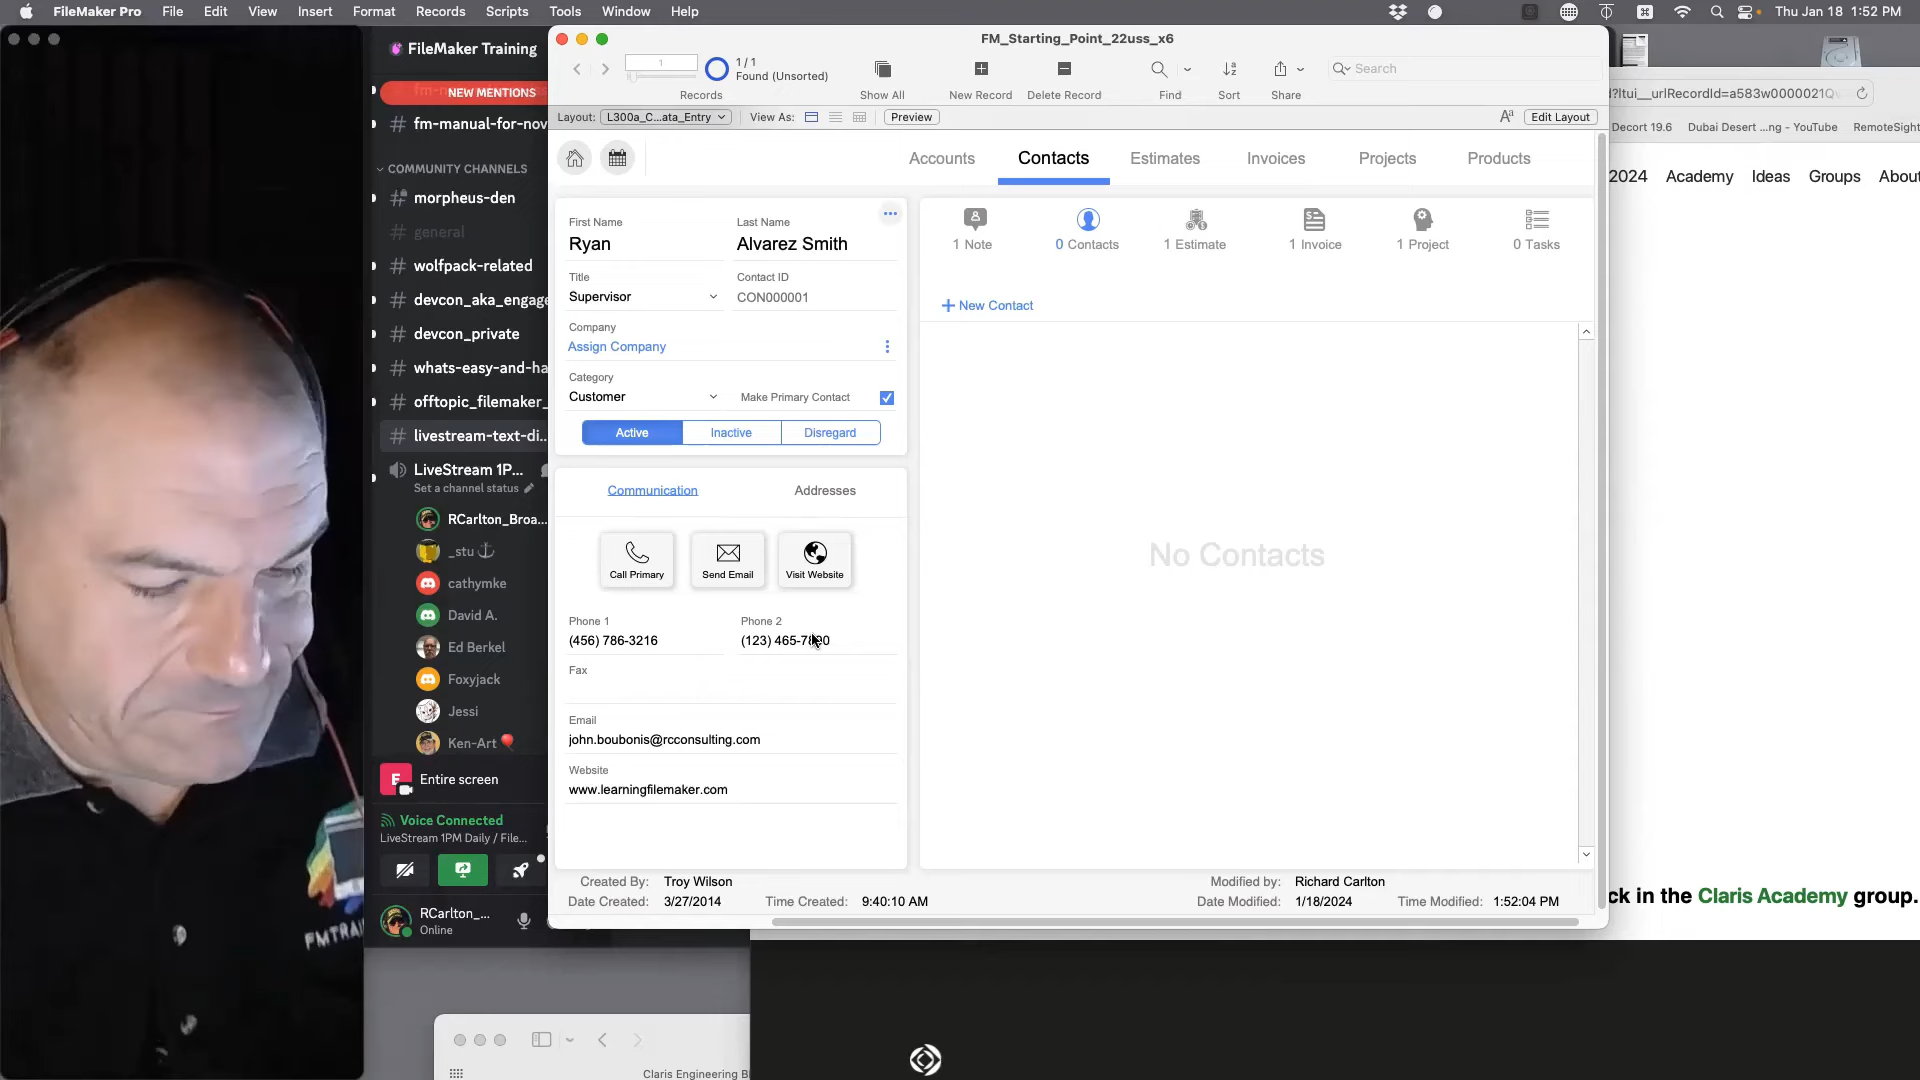 FileMaker Pro File Edit View Insert Format Records Scripts Tools Window Help Thu Jan 18 1:52 PM
FileMaker Training
NEW MENTIONS
# fm-manual-for-nov
COMMUNITY CHANNELS
# morpheus-den
# general
# wolfpack-related
# devcon_aka_engage
# devcon_private
# whats-easy-and-ha
# offtopic_filemaker_
# livestream-text-di...
LiveStream 1P...
Set a channel status
RCarlton_Broa...
_stu
cathymke
David A.
Ed Berkel
Foxyjack
Jessi
Ken-Art
E Entire screen
Voice Connected
LiveStream 1PM Daily / File...
RCarlton_...
Online
FM_Starting_Point_22uss_x6
1
1 / 1
Found (Unsorted)
Records
Show All
New Record
Delete Record
Find
Sort
Share
Search
Layout: L300a_C...ata_Entry View As: Preview
Aa Edit Layout
Accounts Contacts Estimates Invoices Projects Products
First Name
Ryan
Last Name
Alvarez Smith
Title
Supervisor
Contact ID
CON000001
Company
Assign Company
Category
Customer
Make Primary Contact
Active Inactive Disregard
Communication Addresses
Call Primary
Send Email
Visit Website
Phone 1
(456) 786-3216
Phone 2
(123) 465-7
Fax
Email
john.boubonis@rcconsulting.com
Website
www.learningfilemaker.com
1 Note
0 Contacts
1 Estimate
1 Invoice
1 Project
0 Tasks
+ New Contact
No Contacts
Created By: Troy Wilson
Date Created: 3/27/2014 Time Created: 9:40:10 AM
Modified by: Richard Carlton
Date Modified: 1/18/2024 Time Modified: 1:52:04 PM
?ltui__urlRecordId=a583w0000021Q
Decort 19.6 Dubai Desert ...ng - YouTube RemoteSight
2024 Academy Ideas Groups About
ck in the Claris Academy group.
Claris Engineering B
FMTRAI